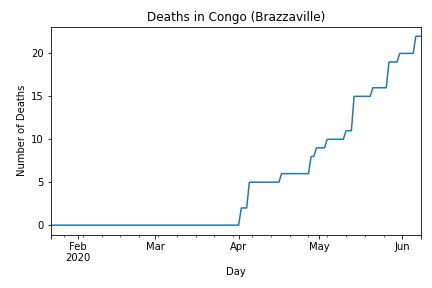 Deaths in Congo (Brazzaville)
Number of Deaths
20
15
10
5
0
Feb
2020
Mar
Apr
May
Jun
Day